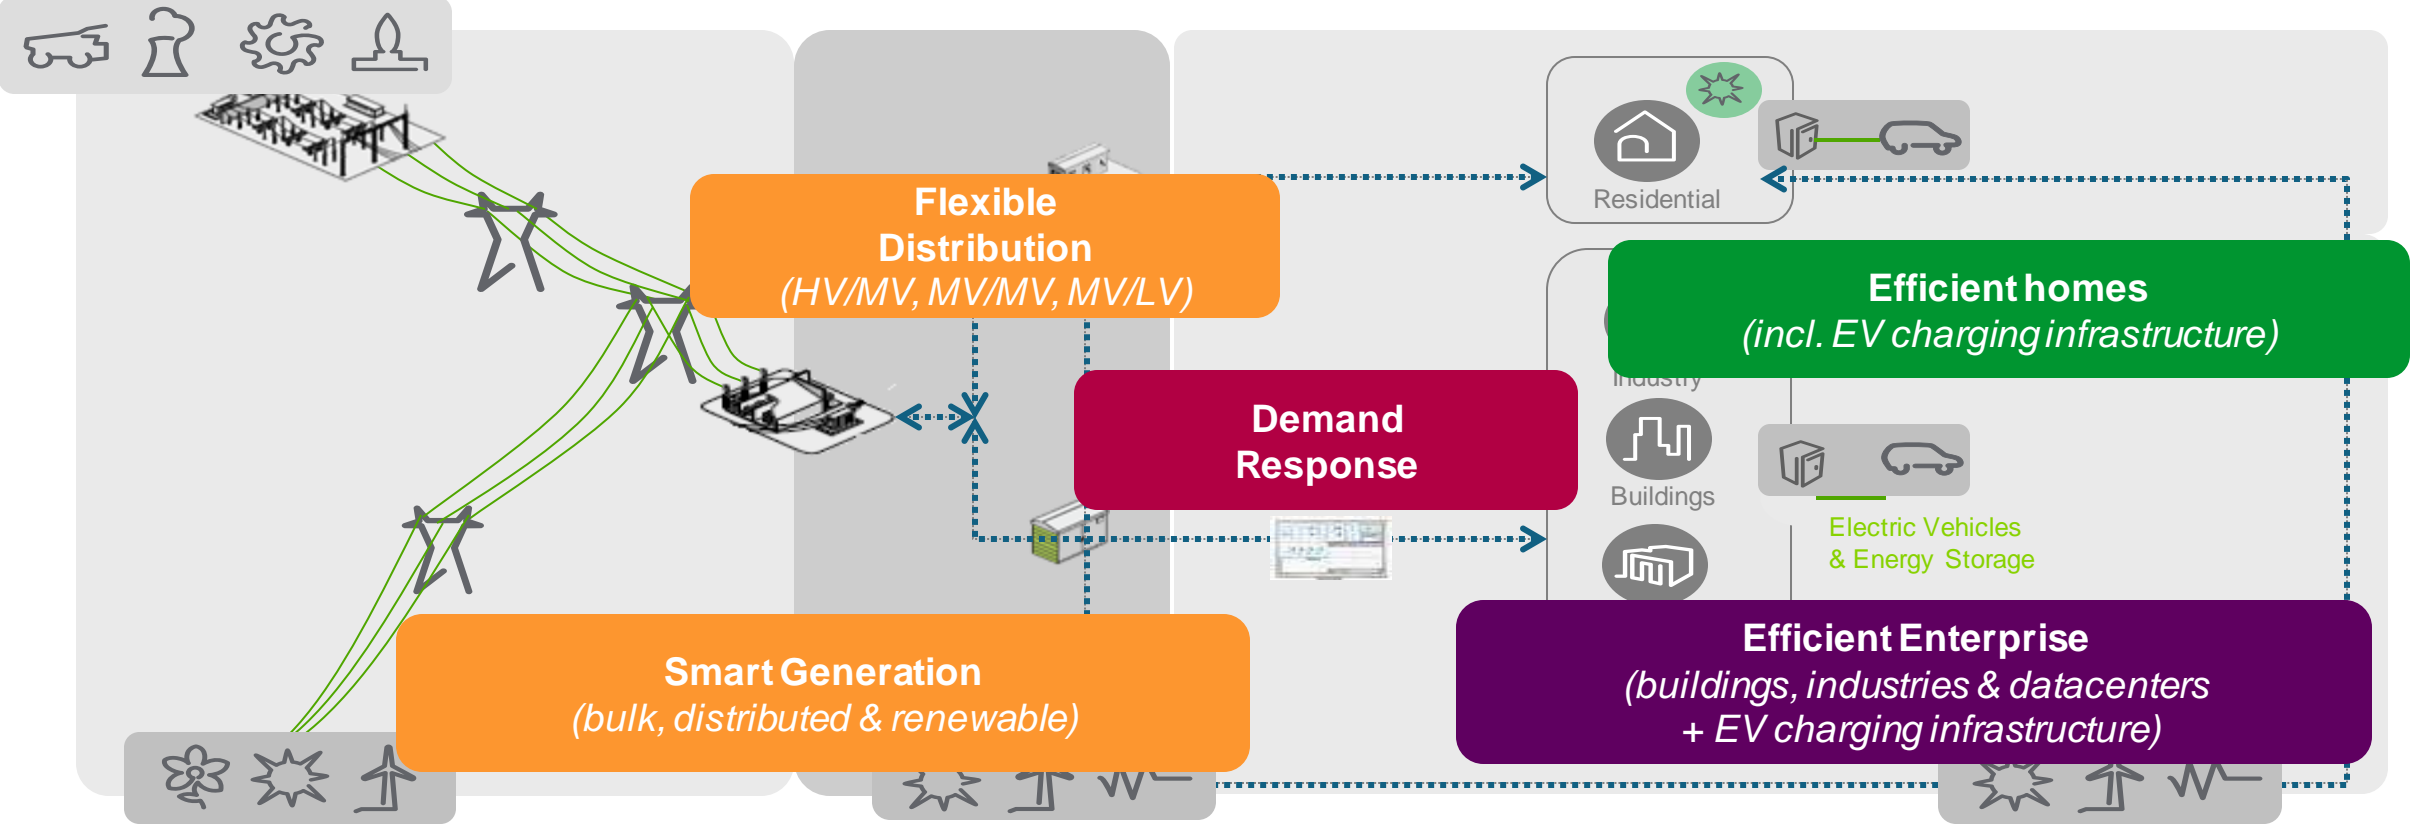 Residential
Flexible
Distribution
(HV/MV, MV/MV, MV/LV)
Efficient homes
(incl. EV charging infrastructure)
Industry
Demand
Response
Buildings
Electric Vehicles
& Energy Storage
Smart Generation
(bulk, distributed & renewable)
Efficient Enterprise
(buildings, industries & datacenters
+ EV charging infrastructure)